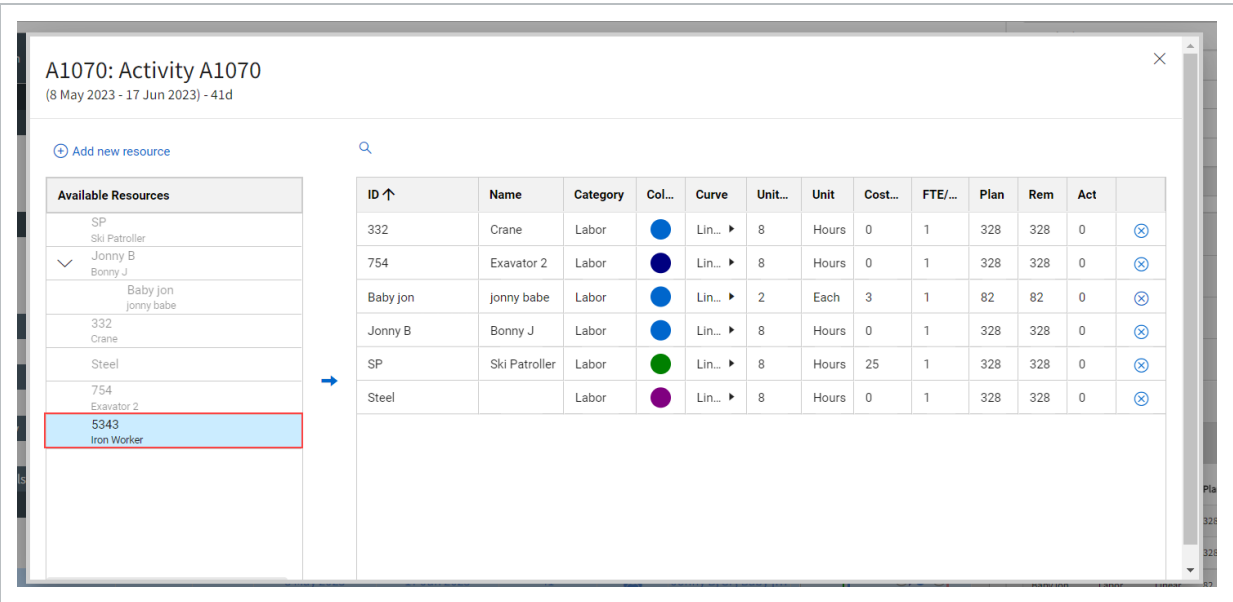 A1070: Activity A1070
(8 May 2023 - 17 Jun 2023) - 41d
Add new resource
Available Resources
SP
Ski Patroller
Jonny B
Bonny J
Baby jon
jonny babe
332
Crane
Steel
754
Exavator 2
5343
Iron Worker
ID Name Category Col... Curve Unit... Unit Cost... FTE/... Plan Rem Act
332 Crane Labor Lin... 8 Hours 0 1 328 328 0
754 Exavator 2 Labor Lin... 8 Hours 0 1 328 328 0
Baby jon jonny babe Labor Lin... 2 Each 3 1 82 82 0
Jonny B Bonny J Labor Lin... 8 Hours 0 1 328 328 0
SP Ski Patroller Labor Lin... 8 Hours 25 1 328 328 0
Steel Labor Lin... 8 Hours 0 1 328 328 0
Pla
328
328